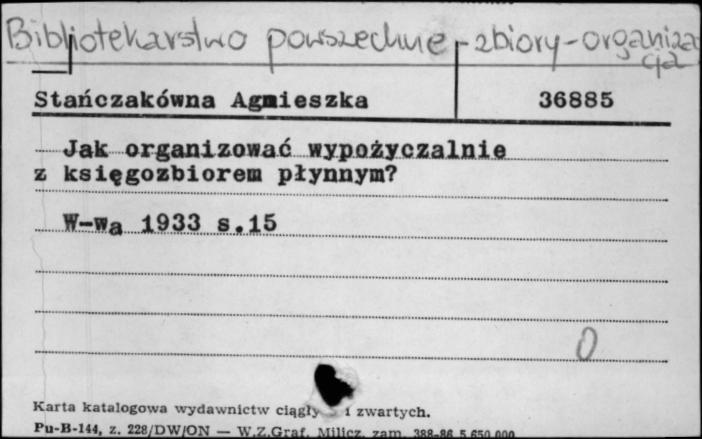 Bibliotekarstwo powszechne - zbiory - organiza
cja
Stańczakówna Agnieszka 36885
Jak organizować wypożyczalnie
z księgozbiorem płynnym?
W-wa 1933 s.15
0
Karta katalogowa wydawnictw ciągły i zwartych.
Pu-B-144, z. 228/DW/ON — W.Z.Graf. Milicz, zam. 388-86 5.650.000